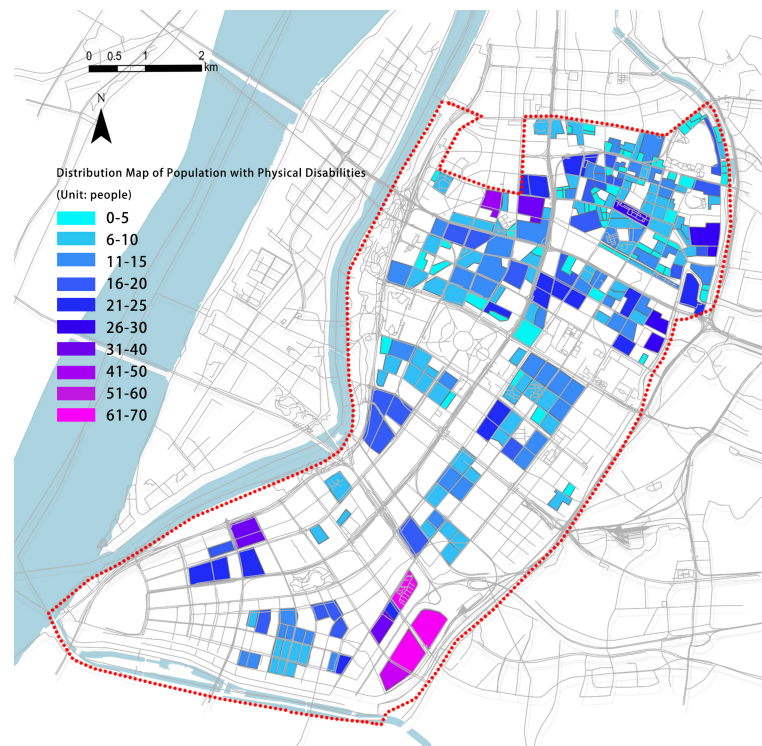 0 0.5 1 2
km
N
Distribution Map of Population with Physical Disabilities
(Unit: people)
0-5
6-10
11-15
16-20
21-25
26-30
31-40
41-50
51-60
61-70